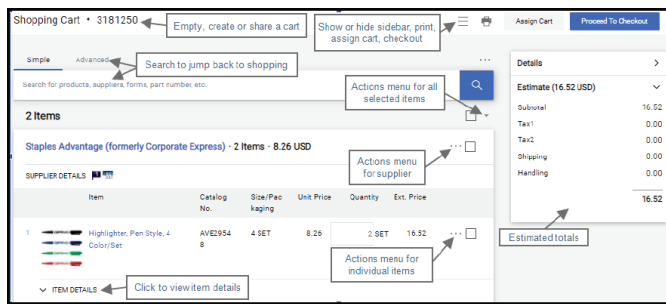 Shopping Cart • 3181250
Empty, create or share a cart
Show or hide sidebar, print,
assign cart, checkout
Assign Cart
Proceed To Checkout
Simple
Advanced
Search to jump back to shopping
...
Search for products, suppliers, forms, part number, etc.
Actions menu for all
selected items
2 Items
Staples Advantage (formerly Corporate Express) · 2 Items · 8.26 USD
...
Actions menu
for supplier
SUPPLIER DETAILS
Item
Catalog
No.
Size/Pac
kaging
Unit Price
Quantity
Ext. Price
1
Highlighter, Pen Style, 4
Color/Set
AVE2954
8
4 SET
8.26
2 SET
16.52
...
Actions menu for
individual items
ITEM DETAILS
Click to view item details
Details
Estimate (16.52 USD)
Subtotal 16.52
Tax1 0.00
Tax2 0.00
Shipping 0.00
Handling 0.00
16.52
Estimated totals